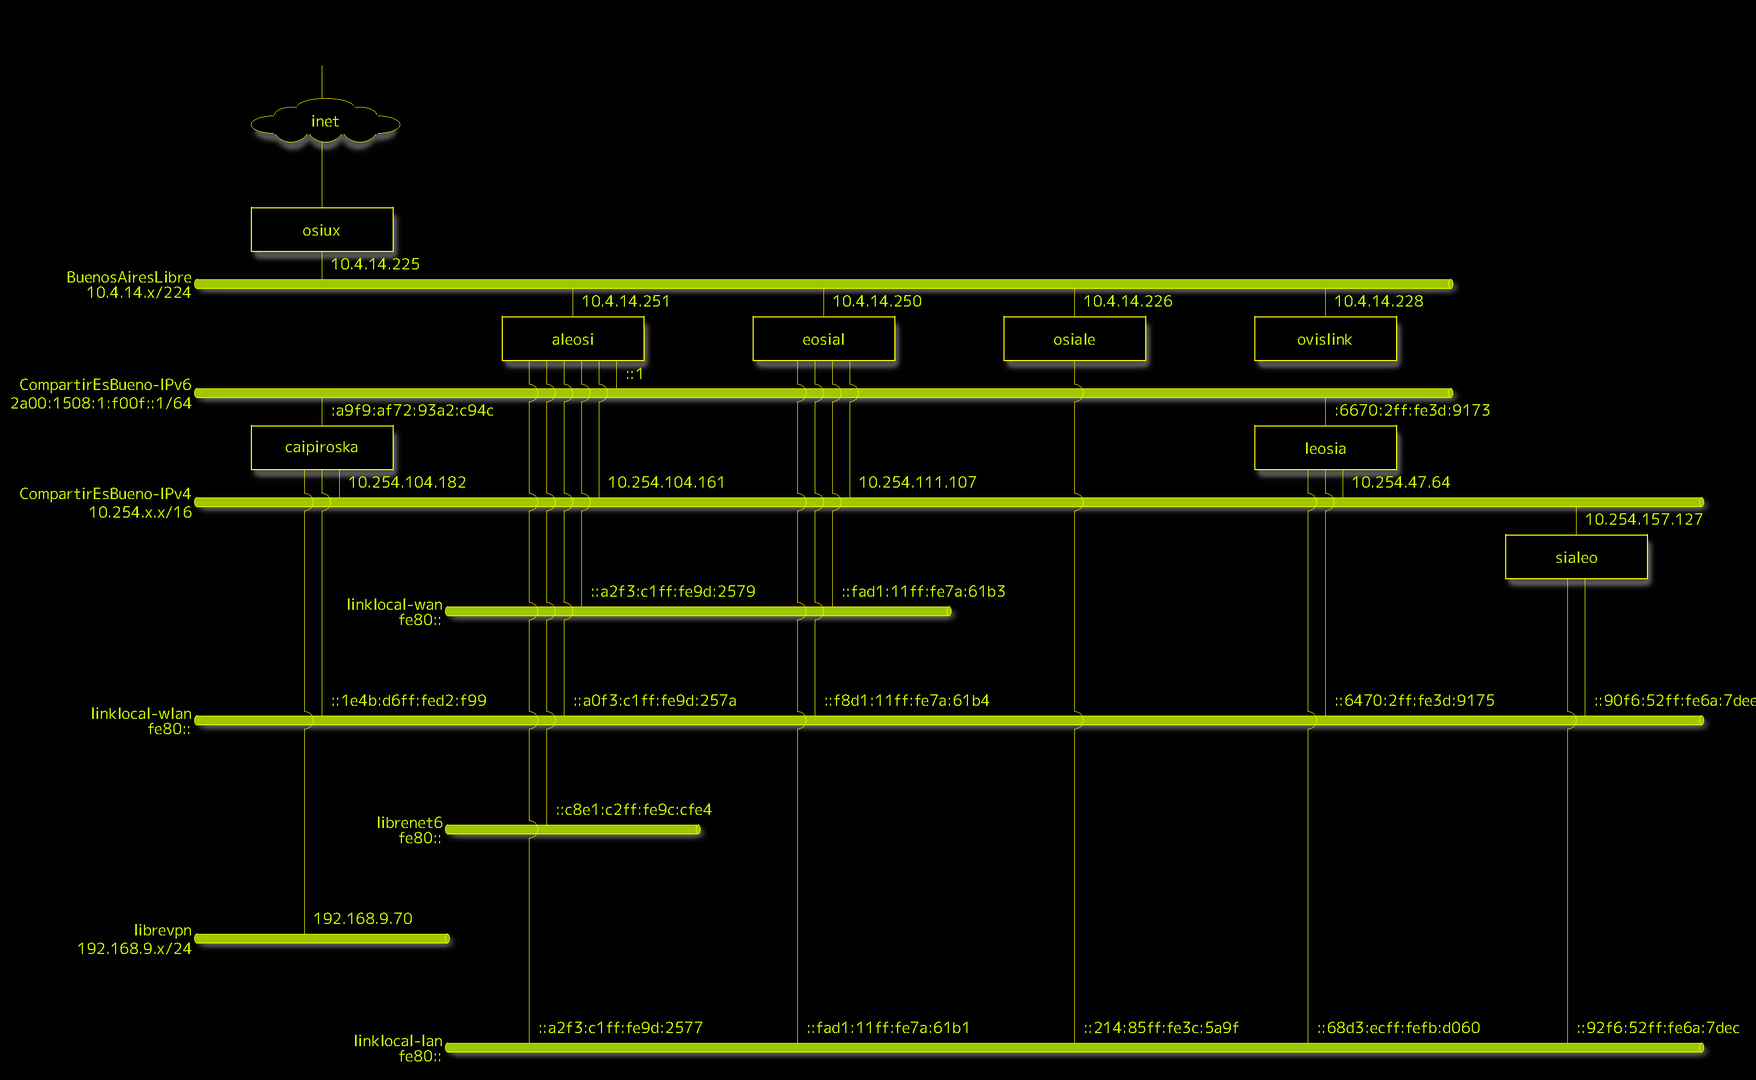 inet
osiux
10.4.14.225
BuenosAiresLibre
10.4.14.x/224
10.4.14.251
10.4.14.250
10.4.14.226
10.4.14.228
aleosi
eosial
osiale
ovislink
::1
CompartirEsBueno-IPv6
2a00:1508:1:f00f::1/64
:a9f9:af72:93a2:c94c
:6670:2ff:fe3d:9173
caipiroska
leosia
10.254.104.182
10.254.104.161
10.254.111.107
10.254.47.64
CompartirEsBueno-IPv4
10.254.x.x/16
10.254.157.127
sialeo
::a2f3:c1ff:fe9d:2579
::fad1:11ff:fe7a:61b3
linklocal-wan
fe80::
::1e4b:d6ff:fed2:f99
::a0f3:c1ff:fe9d:257a
::f8d1:11ff:fe7a:61b4
::6470:2ff:fe3d:9175
::90f6:52ff:fe6a:7dee
linklocal-wlan
fe80::
::c8e1:c2ff:fe9c:cfe4
librenet6
fe80::
192.168.9.70
librevpn
192.168.9.x/24
::a2f3:c1ff:fe9d:2577
::fad1:11ff:fe7a:61b1
::214:85ff:fe3c:5a9f
::68d3:ecff:fefb:d060
::92f6:52ff:fe6a:7dec
linklocal-lan
fe80::